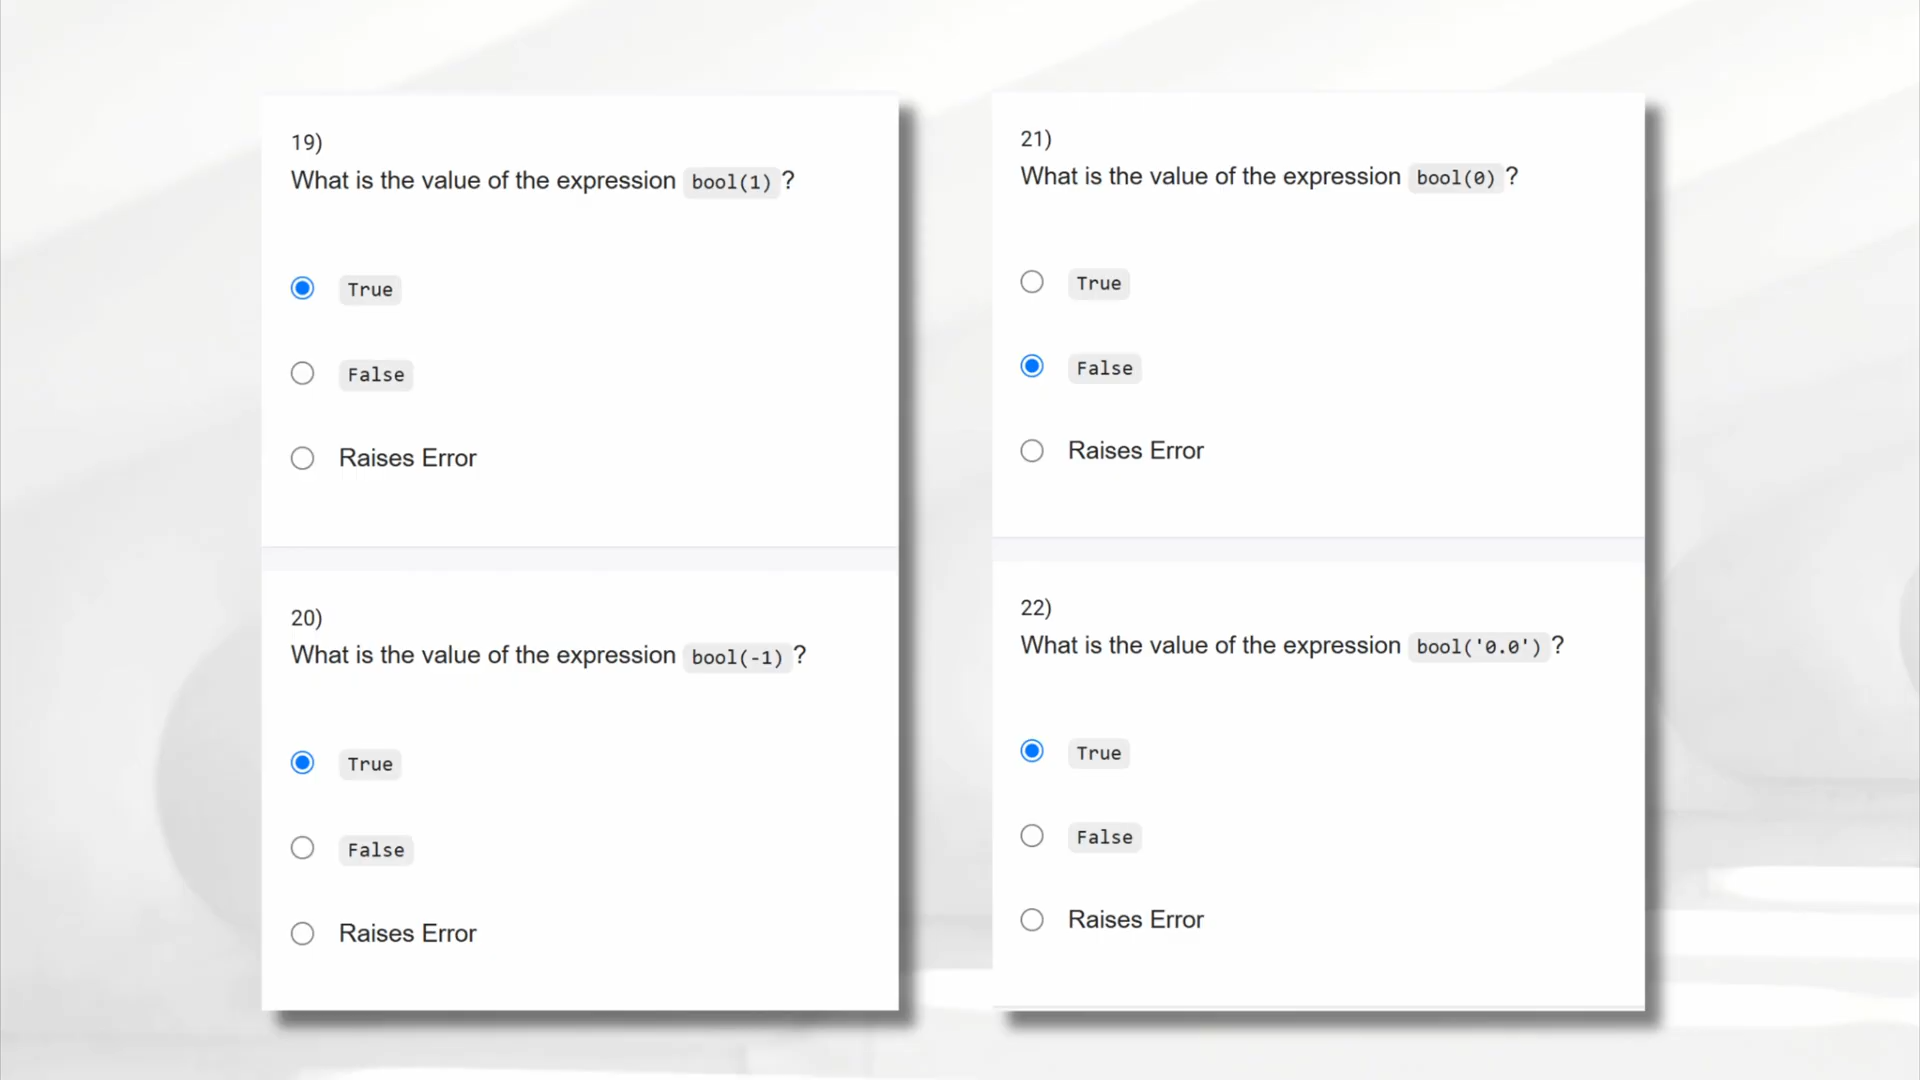 19)
What is the value of the expression bool(1) ?
True
False
Raises Error
20)
What is the value of the expression bool(-1) ?
True
False
Raises Error
21)
What is the value of the expression bool(0) ?
True
False
Raises Error
22)
What is the value of the expression bool('0.0') ?
True
False
Raises Error